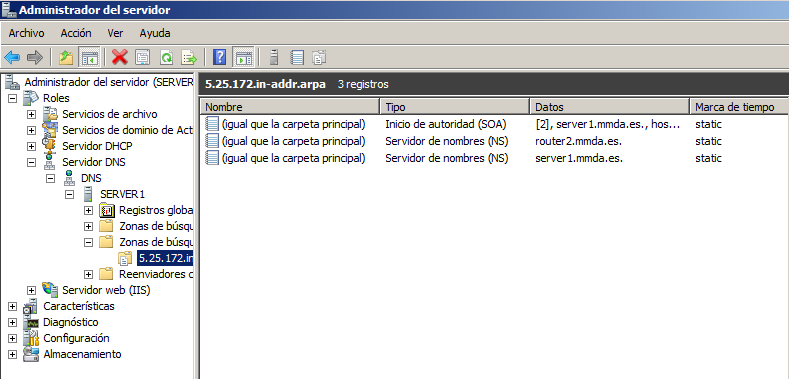 Administrador del servidor
Archivo Acción Ver Ayuda
Administrador del servidor (SERVER
Roles
Servicios de archivo
Servicios de dominio de Act
Servidor DHCP
Servidor DNS
DNS
SERVER1
Registros globa
Zonas de búsqu
Zonas de búsqu
5.25.172.in
Reenviadores c
Servidor web (IIS)
Características
Diagnóstico
Configuración
Almacenamiento
5.25.172.in-addr.arpa 3 registros
Nombre Tipo Datos Marca de tiempo
(igual que la carpeta principal) Inicio de autoridad (SOA) [2], server1.mmda.es., hos... static
(igual que la carpeta principal) Servidor de nombres (NS) router2.mmda.es. static
(igual que la carpeta principal) Servidor de nombres (NS) server1.mmda.es. static